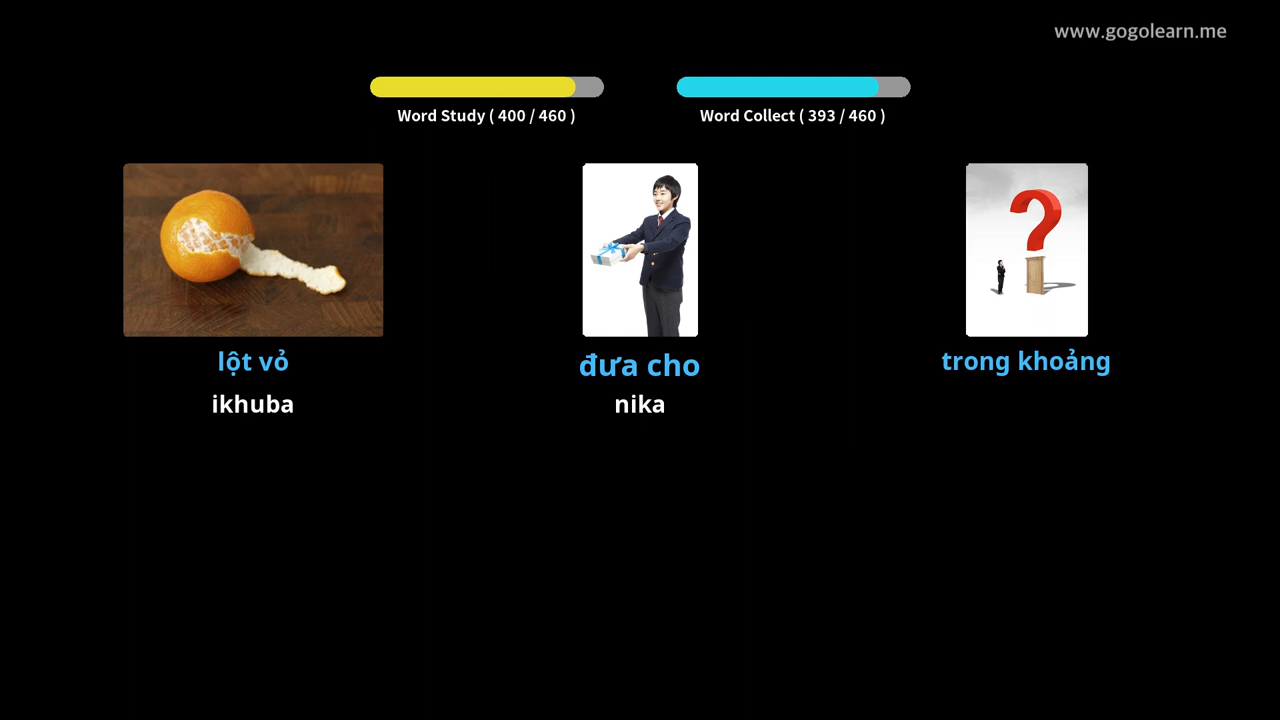 www.gogolearn.me
Word Study ( 400 / 460 )
Word Collect ( 393 / 460 )
lột vỏ
đưa cho
trong khoảng
ikhuba
nika